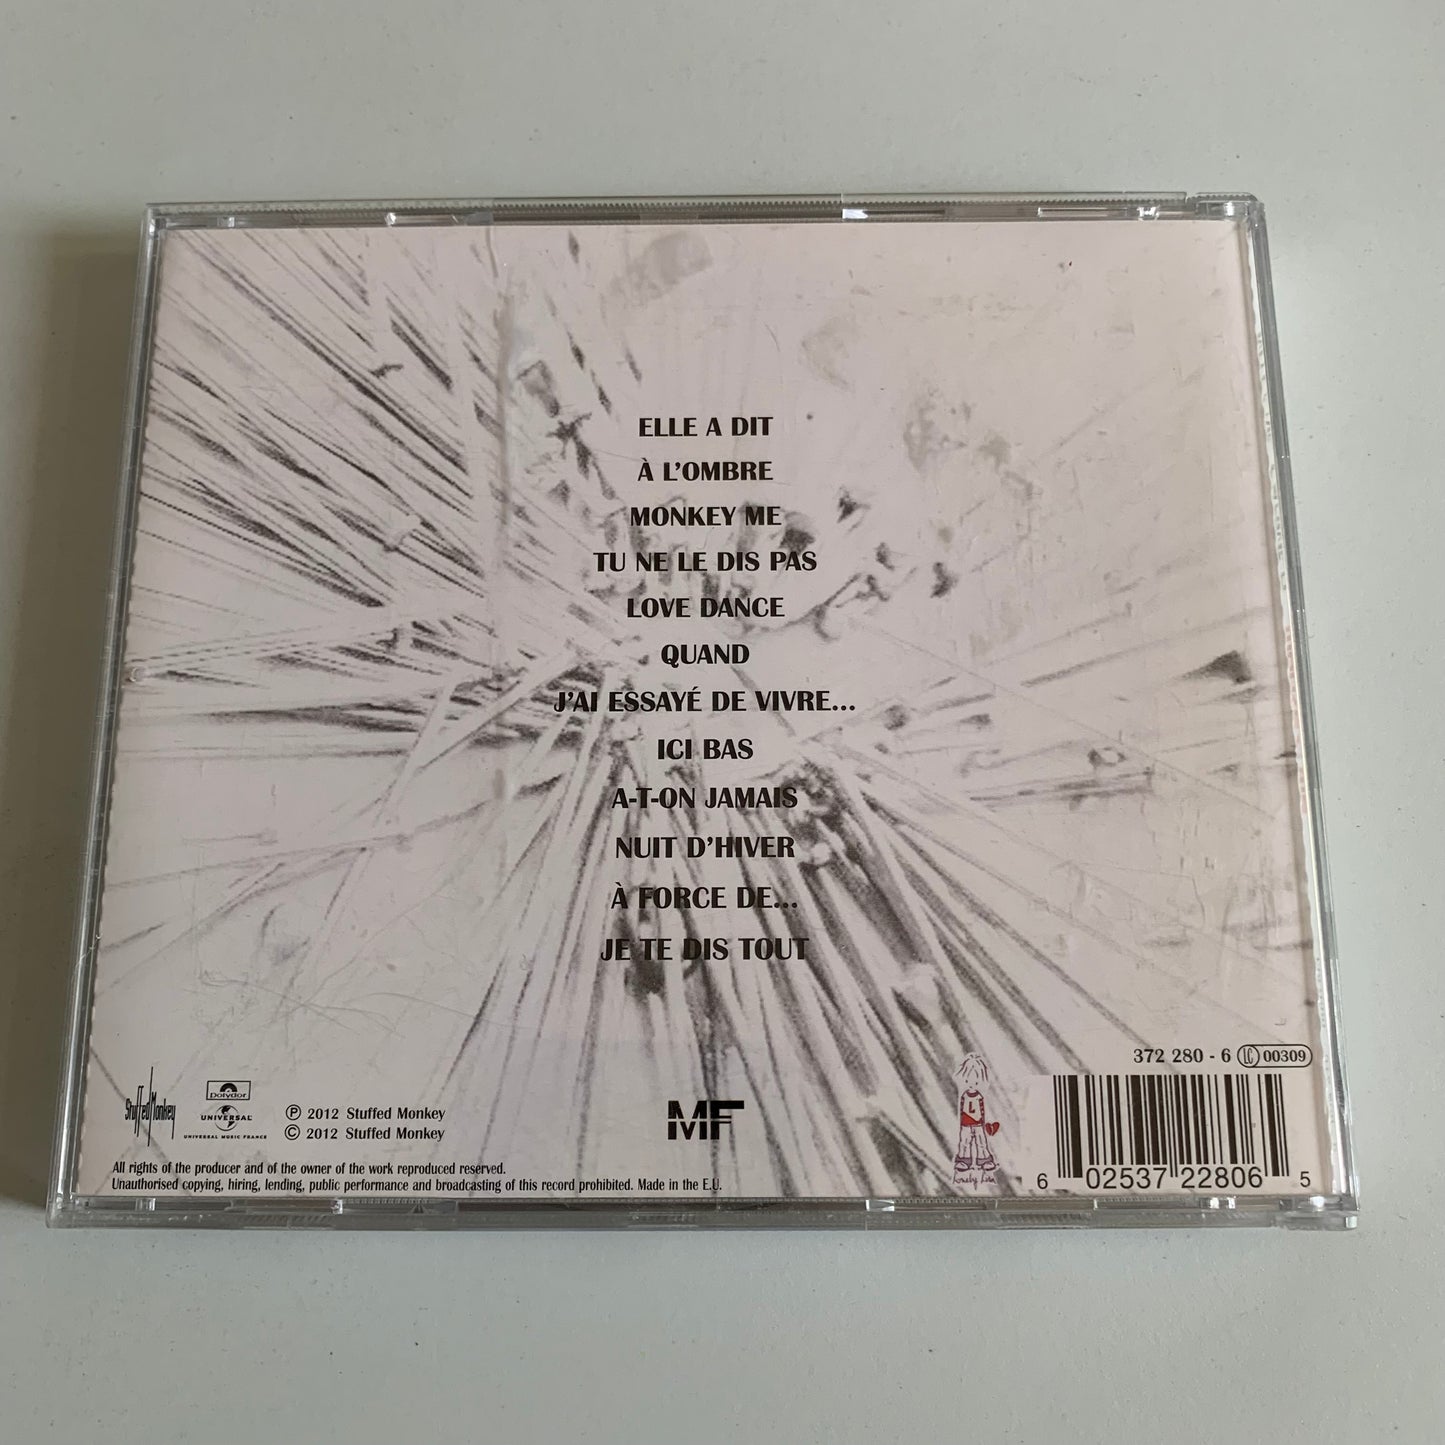 ELLE A DIT
À L'OMBRE
MONKEY ME
TU NE LE DIS PAS
LOVE DANCE
QUAND
J'AI ESSAYÉ DE VIVRE...
ICI BAS
A-T-ON JAMAIS
NUIT D'HIVER
À FORCE DE...
JE TE DIS TOUT
372 280 - 6 LC 00309
Stuffed Monkey
Polydor
UNIVERSAL
UNIVERSAL MUSIC FRANCE
℗ 2012 Stuffed Monkey
© 2012 Stuffed Monkey
MF
L
Lonely Lisa
6 02537 22806 5
All rights of the producer and of the owner of the work reproduced reserved.
Unauthorised copying, hiring, lending, public performance and broadcasting of this record prohibited. Made in the E.U.